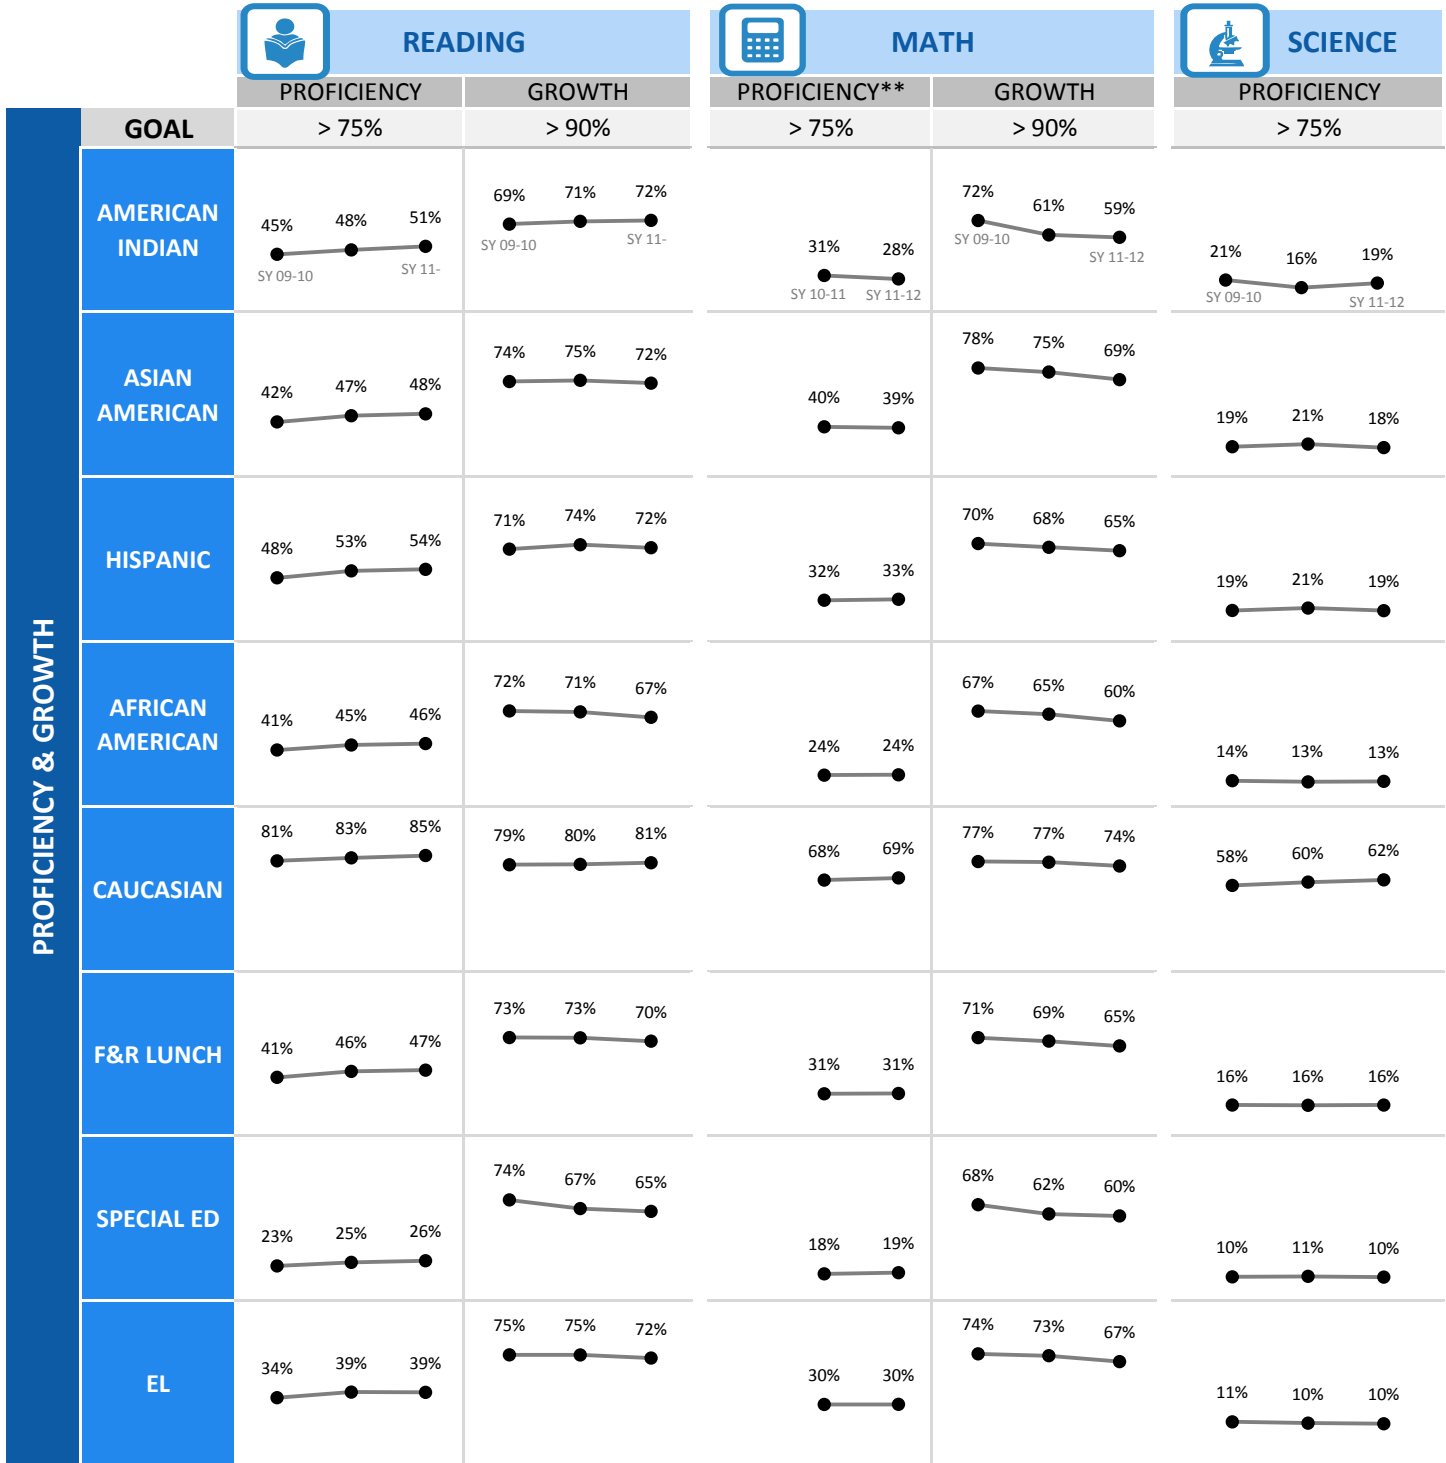 READING
MATH
SCIENCE
PROFICIENCY GROWTH PROFICIENCY** GROWTH PROFICIENCY
GOAL > 75% > 90% > 75% > 90% > 75%
PROFICIENCY & GROWTH
AMERICAN
INDIAN
45% 48% 51%
SY 09-10 SY 11-
69% 71% 72%
SY 09-10 SY 11-
31% 28%
SY 10-11 SY 11-12
72% 61% 59%
SY 09-10 SY 11-12
21% 16% 19%
SY 09-10 SY 11-12
ASIAN
AMERICAN
42% 47% 48%
74% 75% 72%
40% 39%
78% 75% 69%
19% 21% 18%
HISPANIC
48% 53% 54%
71% 74% 72%
32% 33%
70% 68% 65%
19% 21% 19%
AFRICAN
AMERICAN
41% 45% 46%
72% 71% 67%
24% 24%
67% 65% 60%
14% 13% 13%
CAUCASIAN
81% 83% 85%
79% 80% 81%
68% 69%
77% 77% 74%
58% 60% 62%
F&R LUNCH
41% 46% 47%
73% 73% 70%
31% 31%
71% 69% 65%
16% 16% 16%
SPECIAL ED
23% 25% 26%
74% 67% 65%
18% 19%
68% 62% 60%
10% 11% 10%
EL
34% 39% 39%
75% 75% 72%
30% 30%
74% 73% 67%
11% 10% 10%